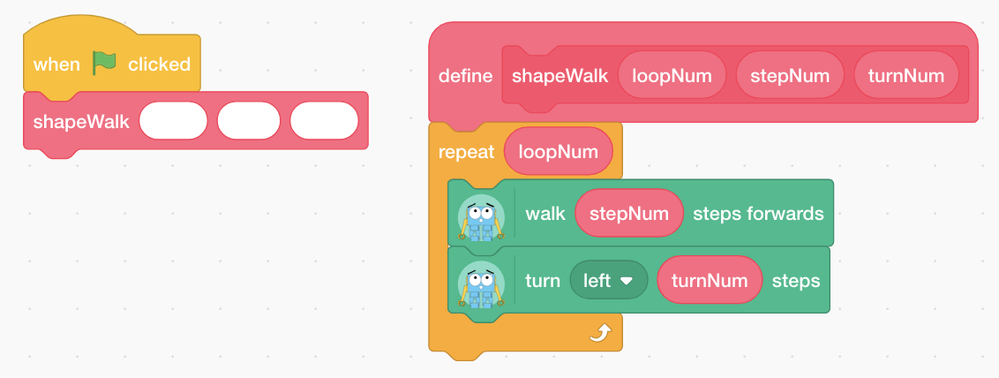 when clicked
shapeWalk
define shapeWalk loopNum stepNum turnNum
repeat loopNum
walk stepNum steps forwards
turn left turnNum steps